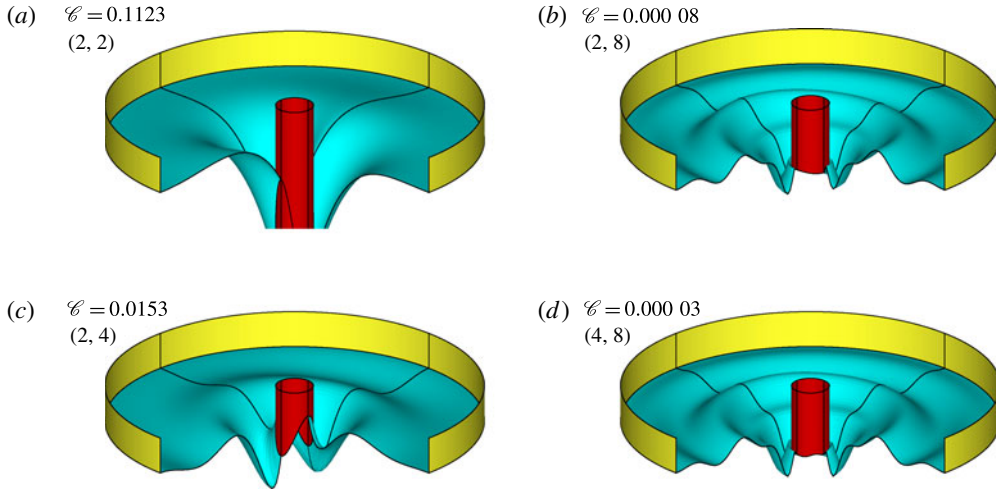 (a) 𝒞 = 0.1123
(2, 2)
(b) 𝒞 = 0.000 08
(2, 8)
(c) 𝒞 = 0.0153
(2, 4)
(d) 𝒞 = 0.000 03
(4, 8)